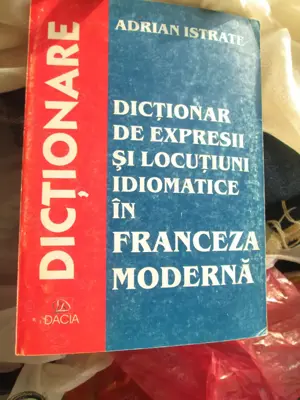 DICȚIONARE
ADRIAN ISTRATE
DICȚIONAR
DE EXPRESII
ȘI LOCUȚIUNI
IDIOMATICE
ÎN
FRANCEZA
MODERNĂ
DACIA